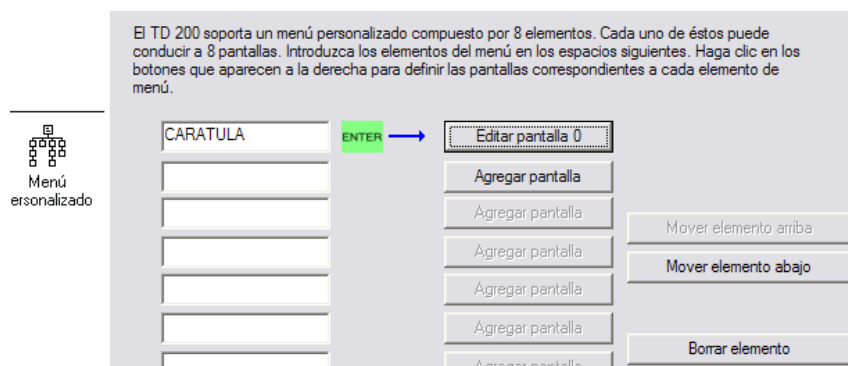 El TD 200 soporta un menú personalizado compuesto por 8 elementos. Cada uno de éstos puede
conducir a 8 pantallas. Introduzca los elementos del menú en los espacios siguientes. Haga clic en los
botones que aparecen a la derecha para definir las pantallas correspondientes a cada elemento de
menú.
CARATULA
ENTER
Editar pantalla 0
Menú
ersonalizado
Agregar pantalla
Agregar pantalla
Mover elemento arriba
Agregar pantalla
Mover elemento abajo
Agregar pantalla
Agregar pantalla
Borrar elemento
Agregar pantalla